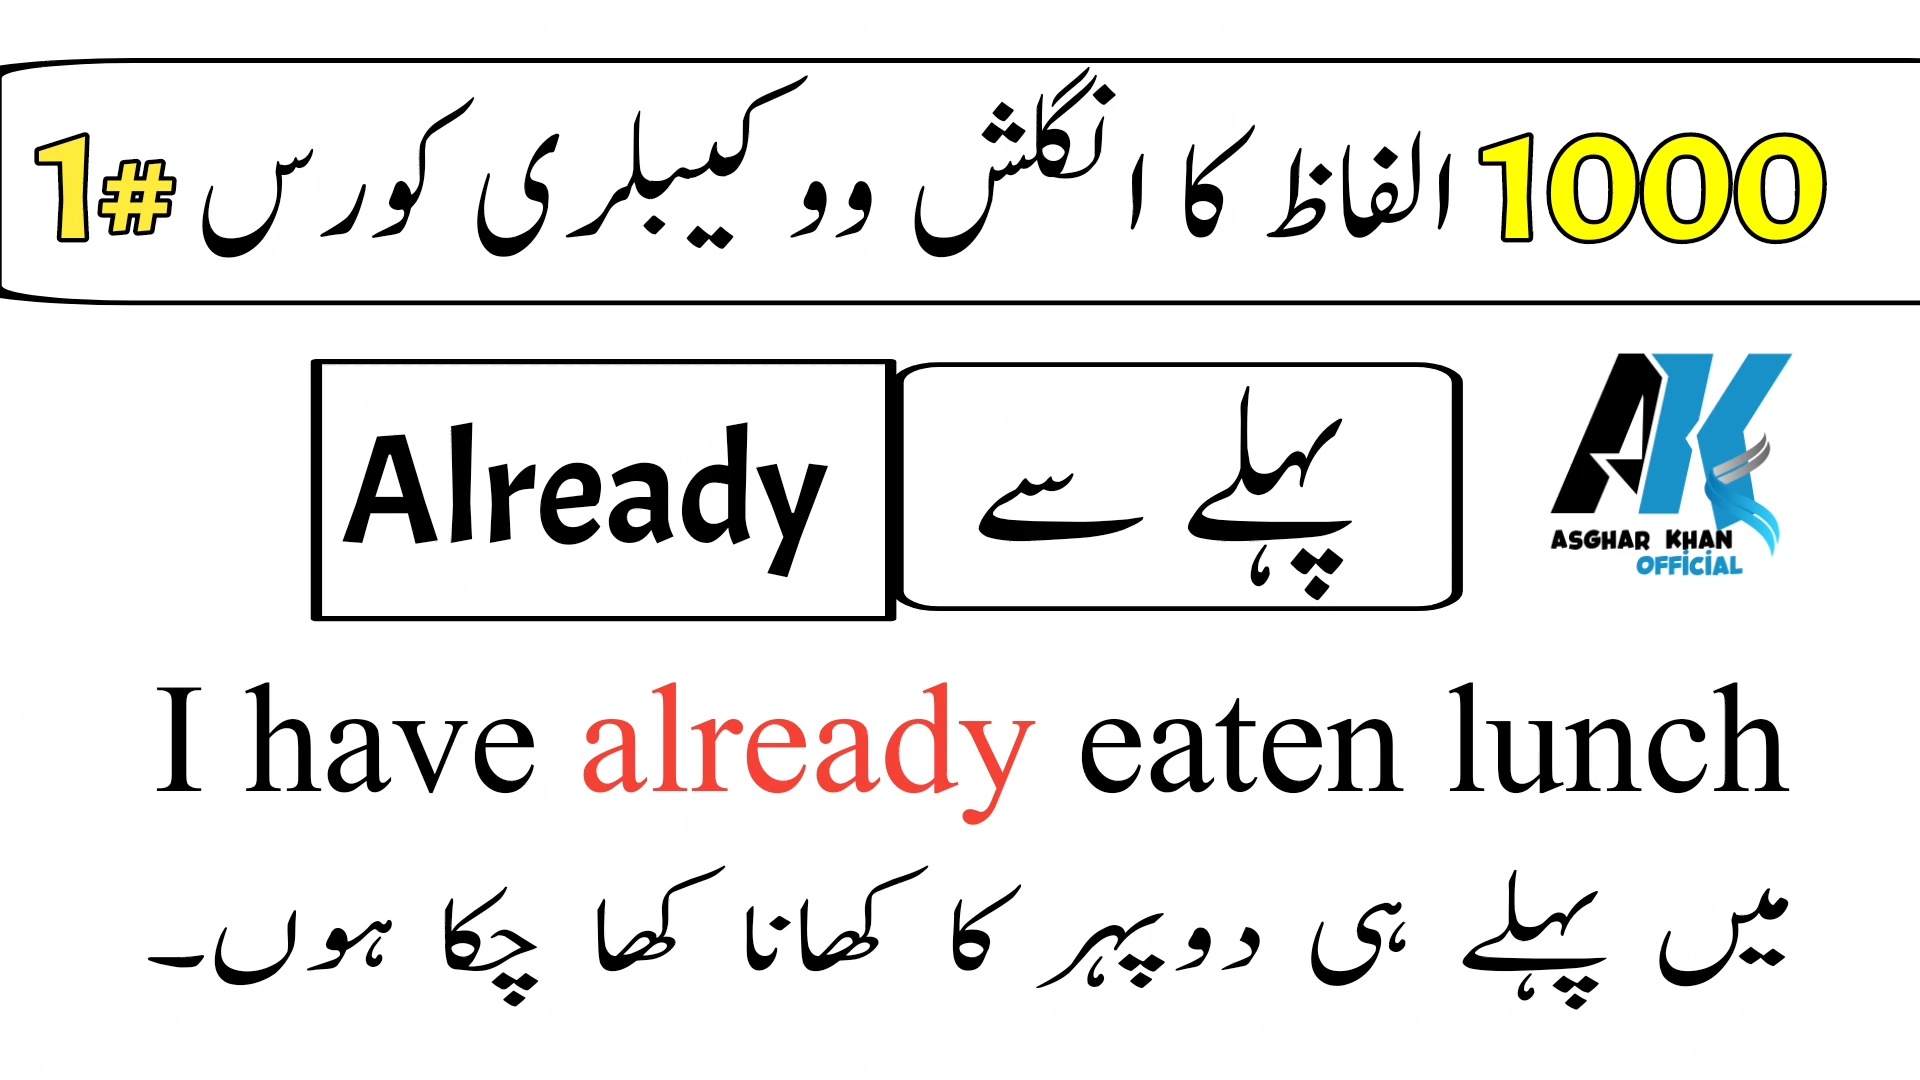 1000 الفاظ کا انگلش ووکیبلری کورس #1
Already
پہلے سے
AK
ASGHAR KHAN
OFFICIAL
I have already eaten lunch
میں پہلے ہی دوپہر کا کھانا کھا چکا ہوں۔